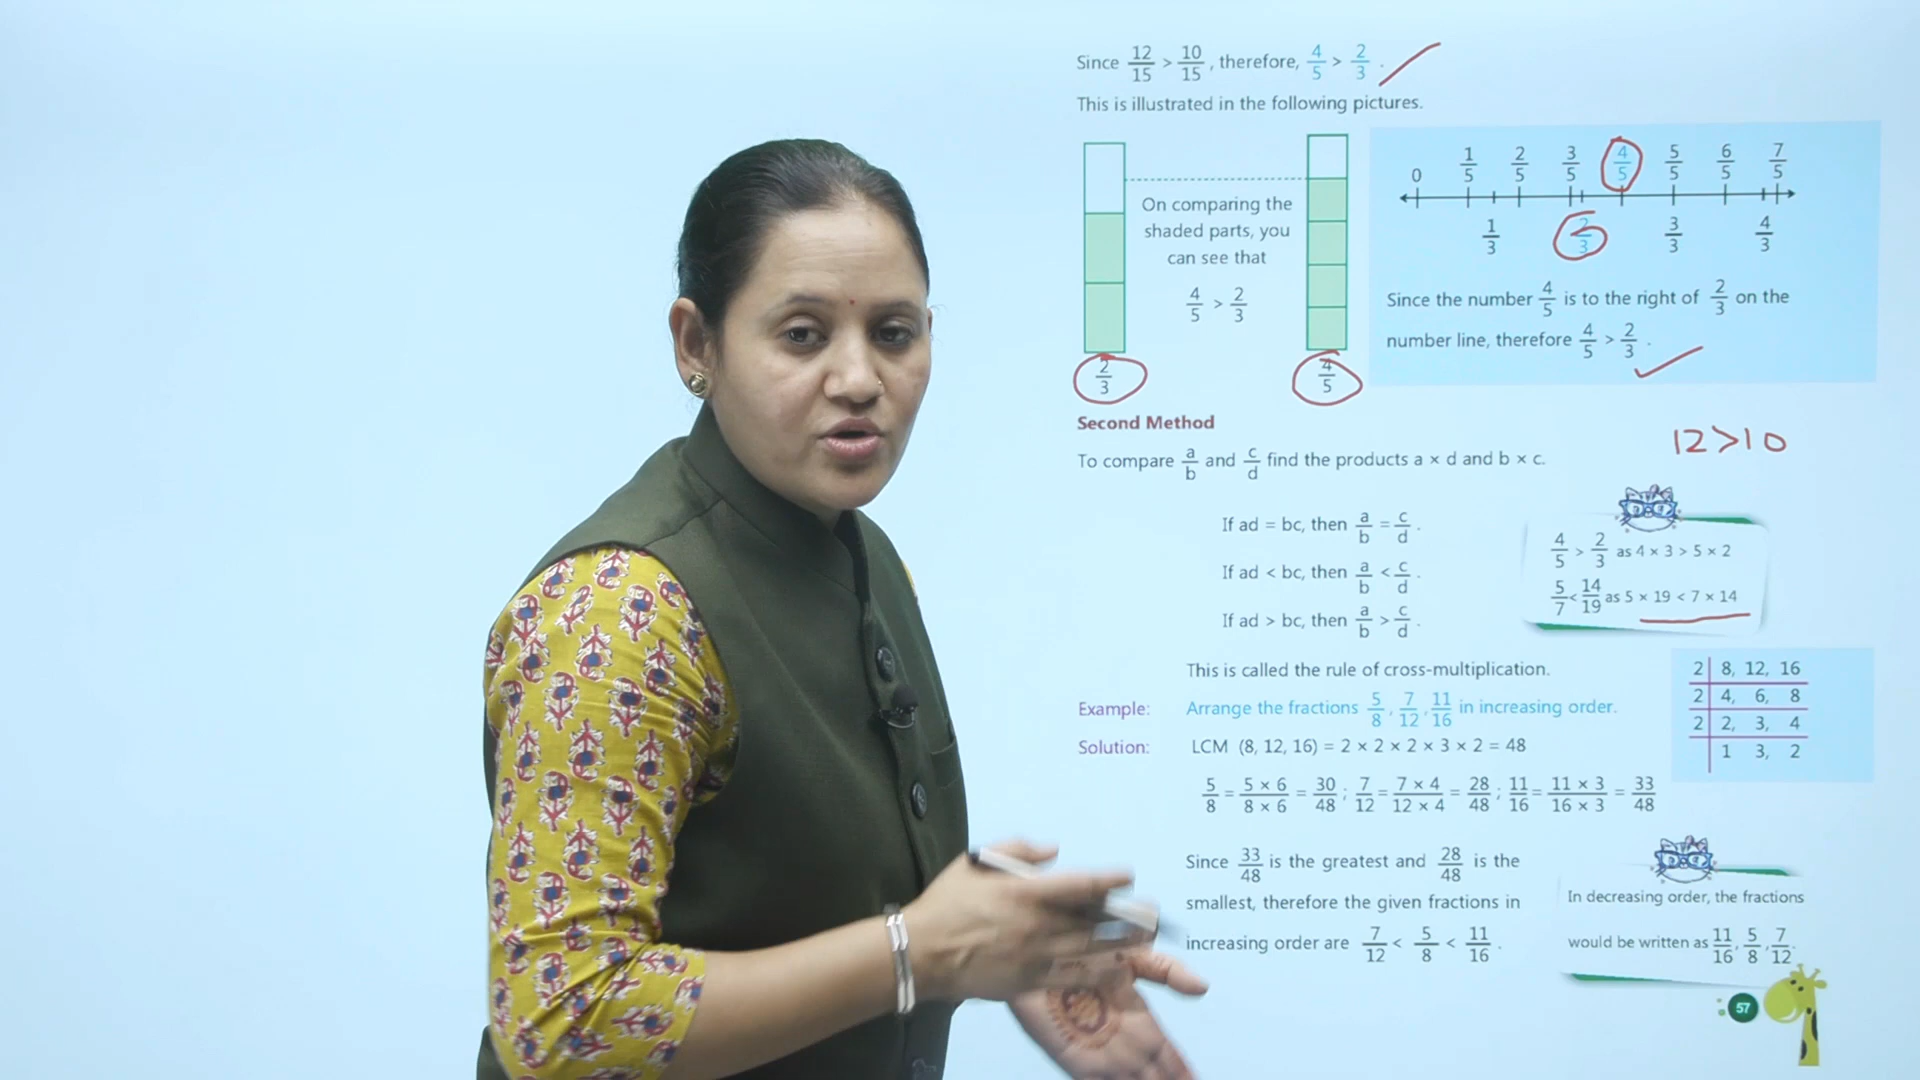 Since 12/15 > 10/15, therefore, 4/5 > 2/3.
This is illustrated in the following pictures.
On comparing the
shaded parts, you
can see that
4/5 > 2/3
2/3
4/5
0 1/5 2/5 3/5 4/5 5/5 6/5 7/5
1/3 2/3 3/3 4/3
Since the number 4/5 is to the right of 2/3 on the
number line, therefore 4/5 > 2/3.
Second Method
12>10
To compare a/b and c/d find the products a × d and b × c.
If ad = bc, then a/b = c/d.
If ad < bc, then a/b < c/d.
If ad > bc, then a/b > c/d.
4/5 > 2/3 as 4 × 3 > 5 × 2
5/7 < 14/19 as 5 × 19 < 7 × 14
This is called the rule of cross-multiplication.
Example: Arrange the fractions 5/8, 7/12, 11/16 in increasing order.
Solution: LCM (8, 12, 16) = 2 × 2 × 2 × 3 × 2 = 48
2 8, 12, 16
2 4, 6, 8
2 2, 3, 4
1 3, 2
5/8 = 5 × 6/8 × 6 = 30/48; 7/12 = 7 × 4/12 × 4 = 28/48; 11/16 = 11 × 3/16 × 3 = 33/48
Since 33/48 is the greatest and 28/48 is the
smallest, therefore the given fractions in
increasing order are 7/12 < 5/8 < 11/16.
In decreasing order, the fractions
would be written as 11/16, 5/8, 7/12.
57